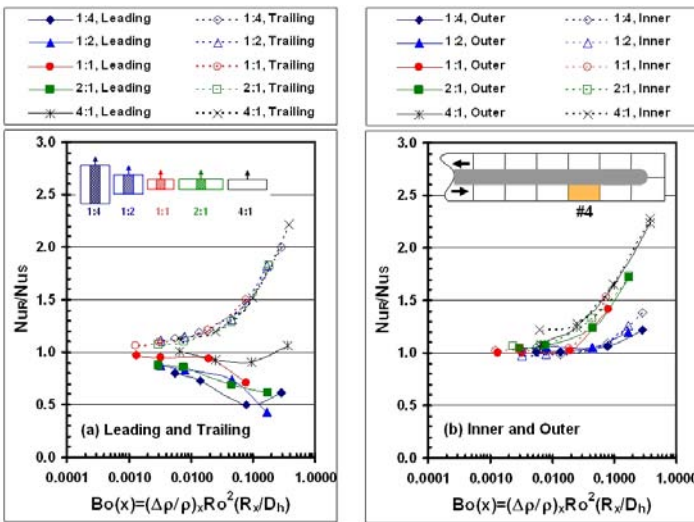 1:4, Leading 1:4, Trailing
1:2, Leading 1:2, Trailing
1:1, Leading 1:1, Trailing
2:1, Leading 2:1, Trailing
4:1, Leading 4:1, Trailing
1:4, Outer 1:4, Inner
1:2, Outer 1:2, Inner
1:1, Outer 1:1, Inner
2:1, Outer 2:1, Inner
4:1, Outer 4:1, Inner
3.0
2.5
2.0
1.5
1.0
0.5
0.0
NuR/Nus
1:4 1:2 1:1 2:1 4:1
(a) Leading and Trailing
0.0001 0.0010 0.0100 0.1000 1.0000
Bo(x)=(Δρ/ρ)xRo²(Rx/Dh)
3.0
2.5
2.0
1.5
1.0
0.5
0.0
NuR/Nus
#4
(b) Inner and Outer
0.0001 0.0010 0.0100 0.1000 1.0000
Bo(x)=(Δρ/ρ)xRo²(Rx/Dh)